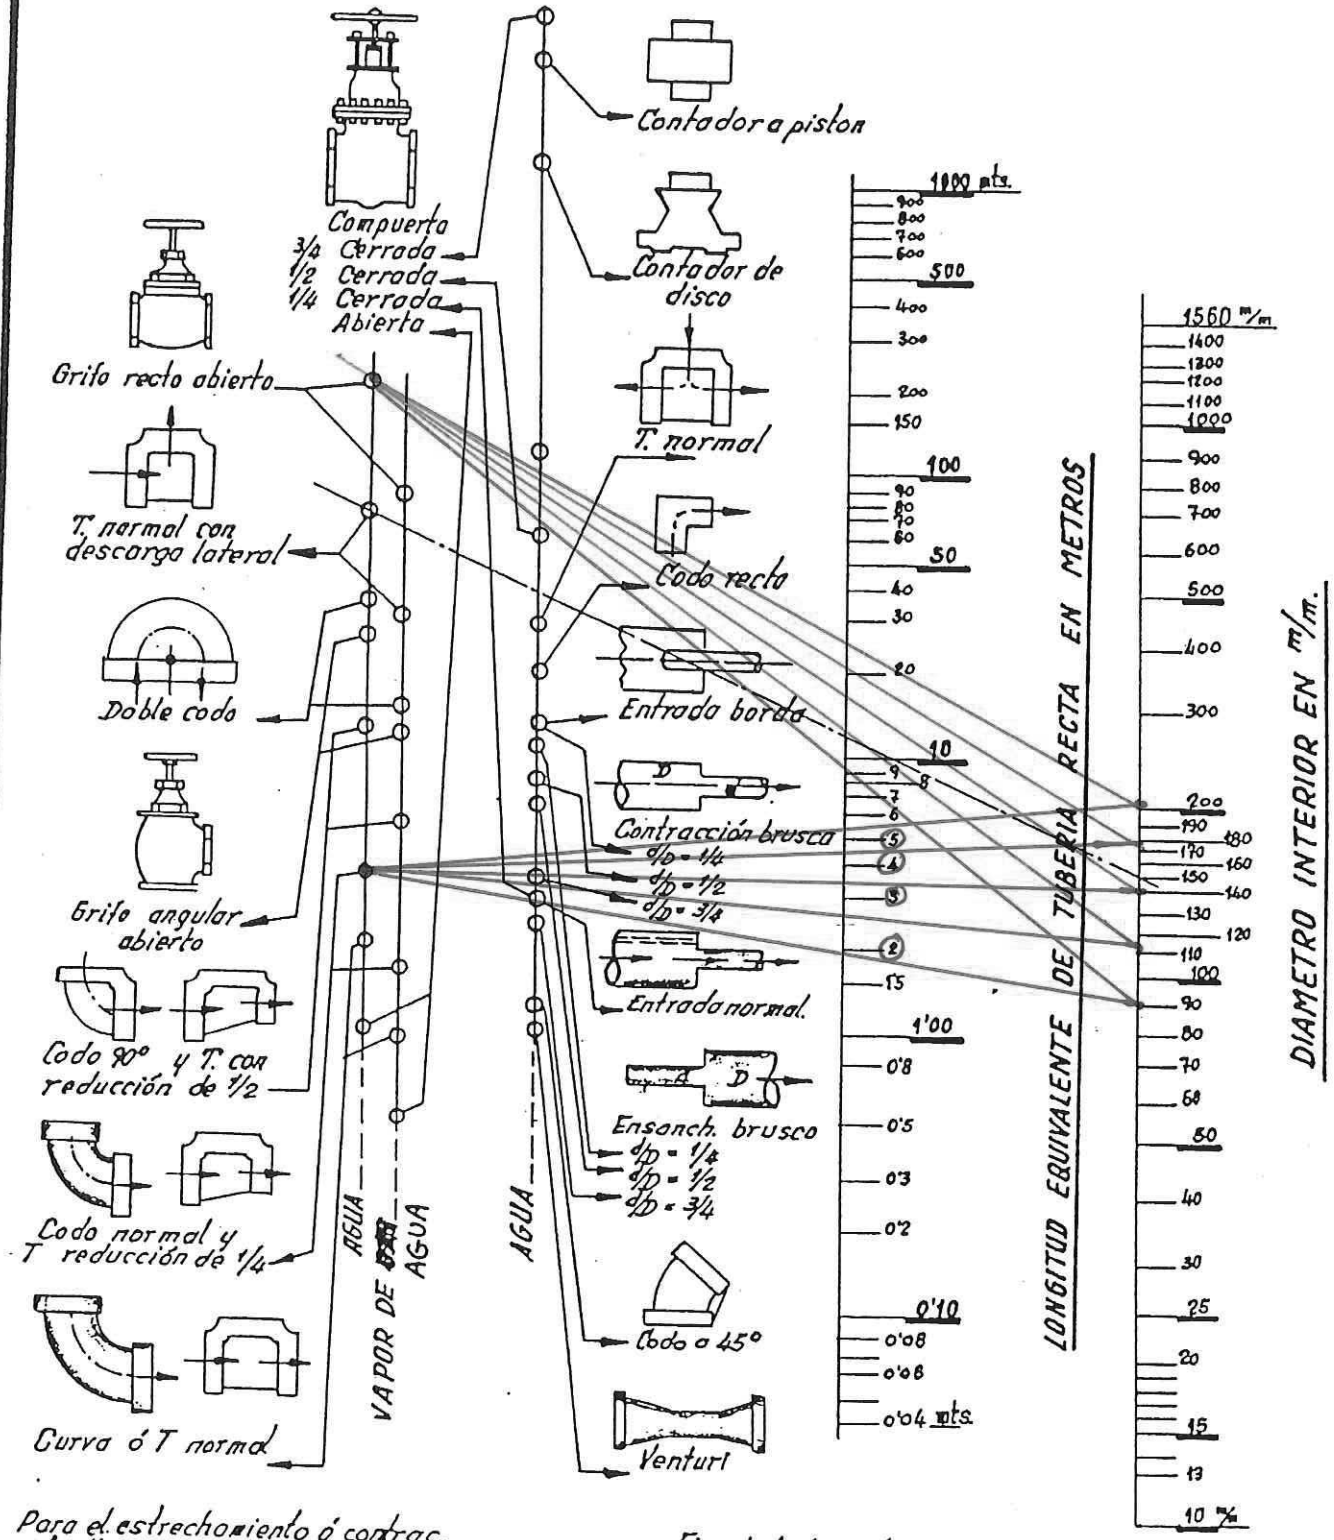 Contador a piston
Compuerta
3/4 Cerrada
1/2 Cerrada
1/4 Cerrada
Abierta
Contador de
disco
Grifo recto abierto
T. normal
T. normal con
descarga lateral
Codo recto
Doble codo
Entrada borda
D
Contracción brusca
d/D = 1/4
d/D = 1/2
d/D = 3/4
Grifo angular
abierto
Entrada normal.
Codo 90° y T. con
reducción de 1/2
D
Ensanch. brusco
d/D = 1/4
d/D = 1/2
d/D = 3/4
Codo normal y
T reducción de 1/4
Codo a 45°
Curva ó T normal
Venturi
AGUA
VAPOR DE
AGUA
AGUA
1000 mts.
900
800
700
600
500
400
300
200
150
100
90
80
70
60
50
40
30
20
10
9
8
7
6
5
4
3
2
1'5
1'00
0'8
0'5
0'3
0'2
0'10
0'08
0'06
0'04 mts.
LONGITUD EQUIVALENTE DE TUBERIA RECTA EN METROS
1560 m/m
1400
1300
1200
1100
1000
900
800
700
600
500
400
300
200
190
180
170
160
150
140
130
120
110
100
90
80
70
60
50
40
30
25
20
15
13
10 m/m
DIAMETRO INTERIOR EN m/m.
Para el estrechamiento ó contrac